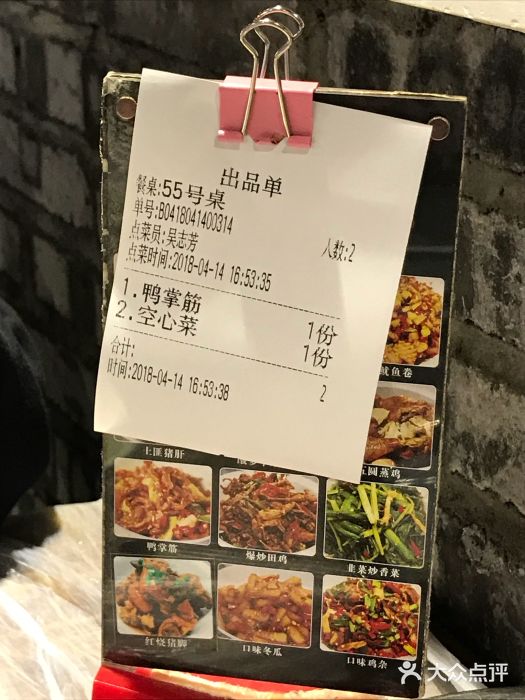 出品单
餐桌:55号桌
单号:B0418041400314 人数:2
点菜员:吴志芳
点菜时间:2018-04-14 16:53:35
1.鸭掌筋 1份
2.空心菜 1份
合计: 2
时间:2018-04-14 16:53:38
鱿鱼卷
土匪猪肝
圆蒸鸡
鸭掌筋
爆炒田鸡
韭菜炒香菜
红烧猪脚
口味冬瓜
口味鸡杂
大众点评